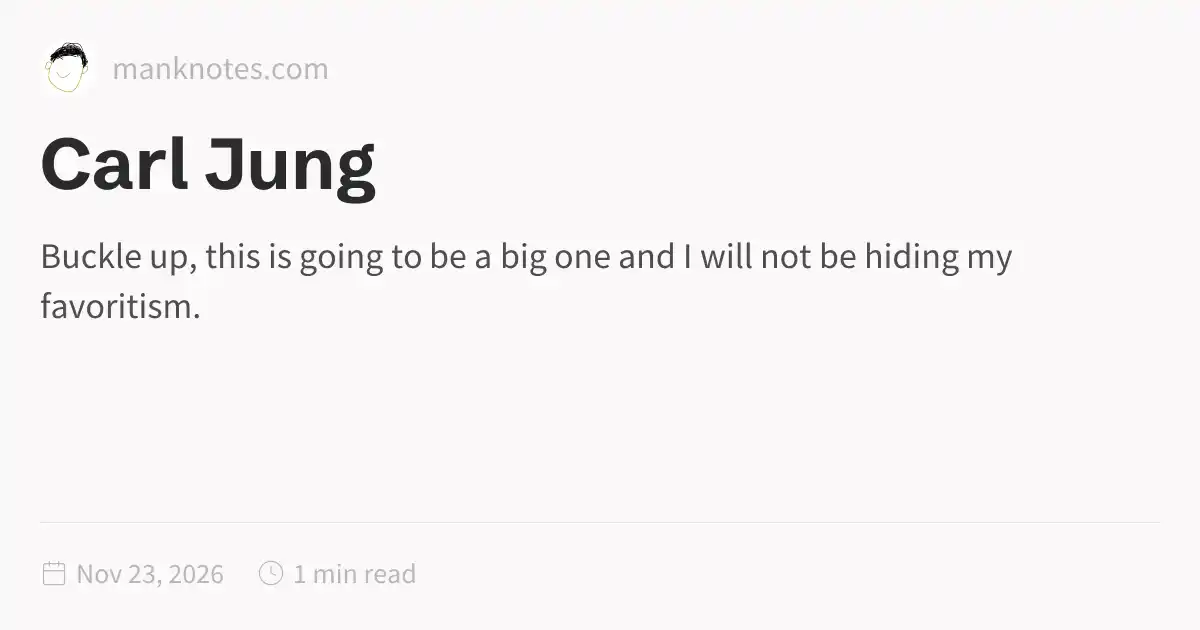 manknotes.com
Carl Jung
Buckle up, this is going to be a big one and I will not be hiding my
favoritism.
Nov 23, 2026 1 min read